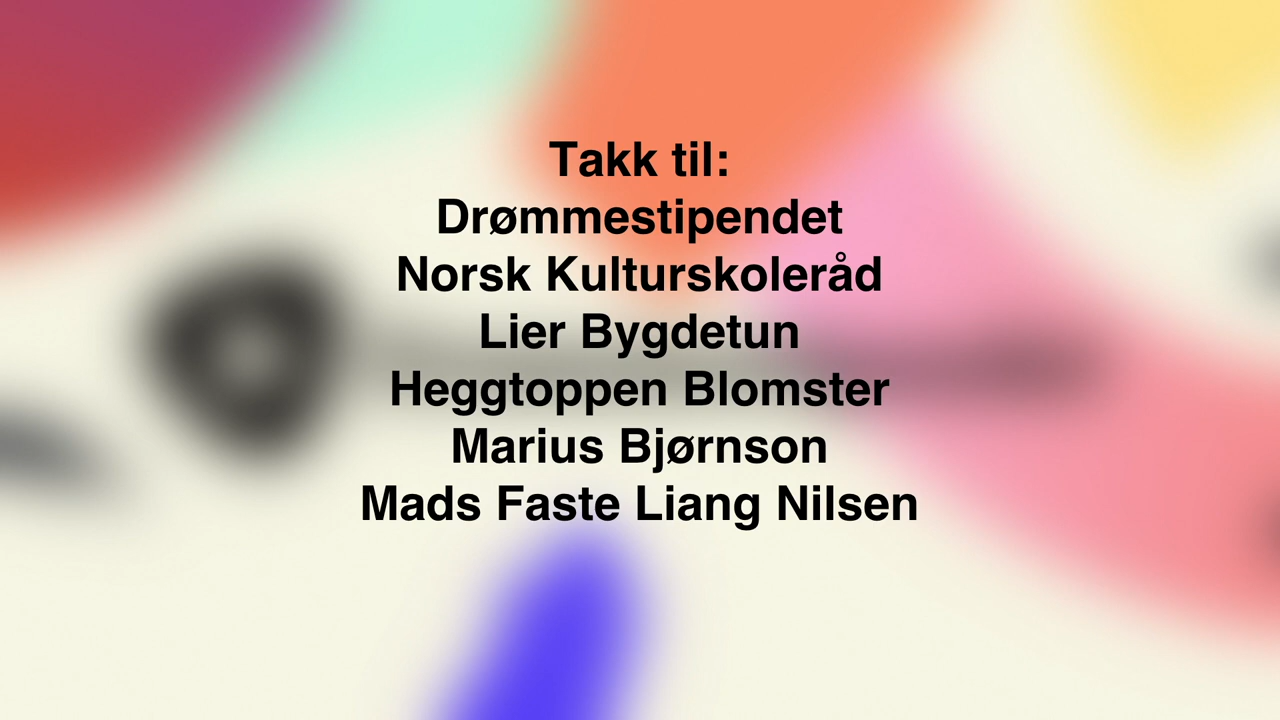 Takk til:
Drømmestipendet
Norsk Kulturskoleråd
Lier Bygdetun
Heggtoppen Blomster
Marius Bjørnson
Mads Faste Liang Nilsen